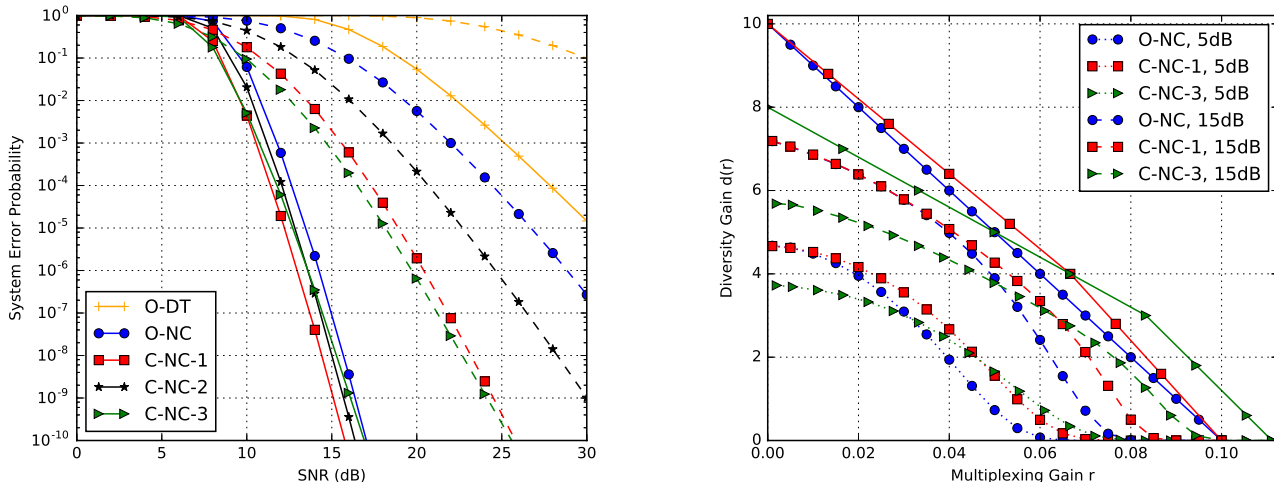 10^0
10^-1
10^-2
10^-3
10^-4
10^-5
10^-6
10^-7
10^-8
10^-9
10^-10
System Error Probability
0 5 10 15 20 25 30
SNR (dB)
O-DT
O-NC
C-NC-1
C-NC-2
C-NC-3
10
8
6
4
2
0
Diversity Gain d(r)
0.00 0.02 0.04 0.06 0.08 0.10
Multiplexing Gain r
O-NC, 5dB
C-NC-1, 5dB
C-NC-3, 5dB
O-NC, 15dB
C-NC-1, 15dB
C-NC-3, 15dB